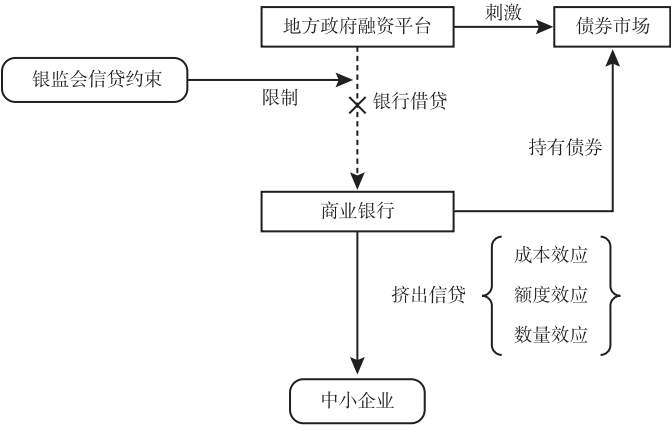 地方政府融资平台
刺激
债券市场
银监会信贷约束
限制
银行借贷
持有债券
商业银行
挤出信贷
成本效应
额度效应
数量效应
中小企业